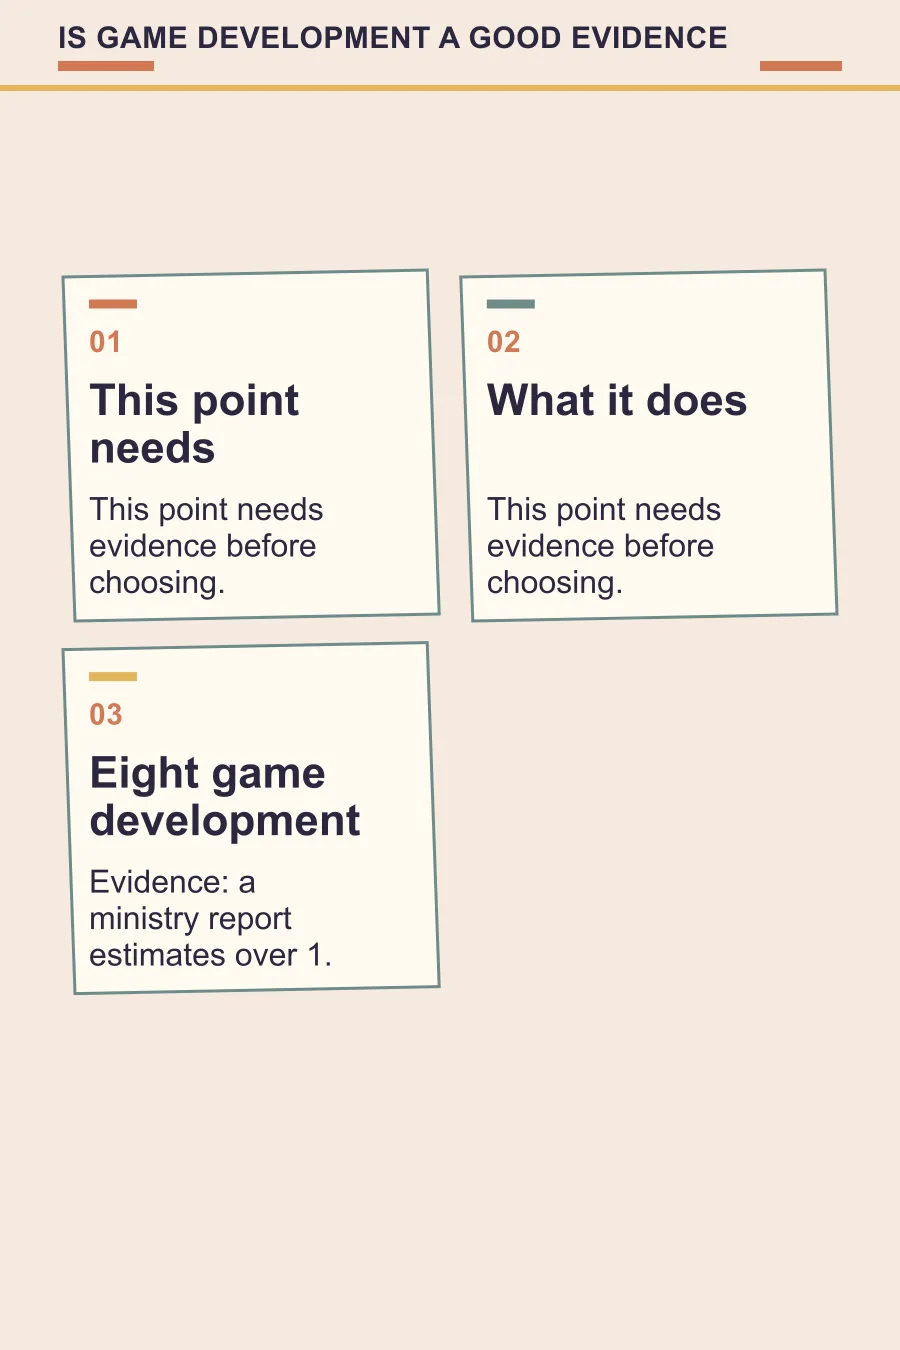 IS GAME DEVELOPMENT A GOOD EVIDENCE
01
This point
needs
This point needs
evidence before
choosing.
02
What it does
This point needs
evidence before
choosing.
03
Eight game
development
Evidence: a
ministry report
estimates over 1.